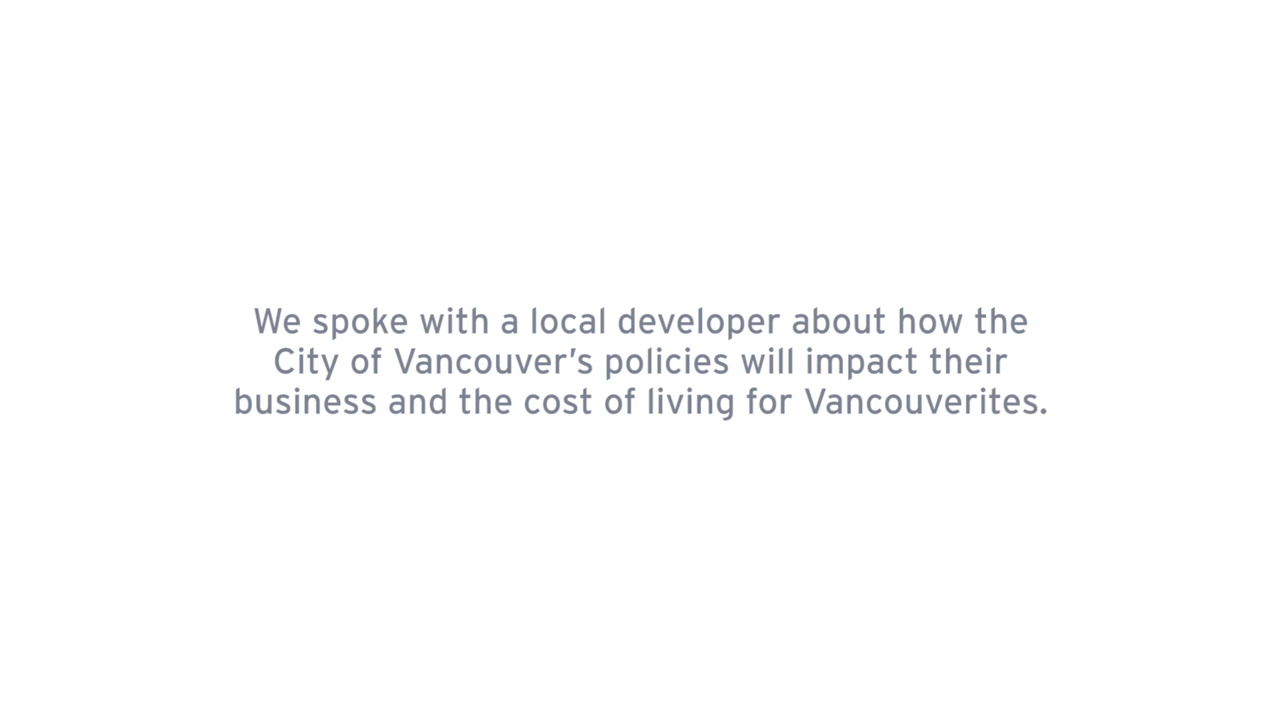 We spoke with a local developer about how the
City of Vancouver’s policies will impact their
business and the cost of living for Vancouverites.